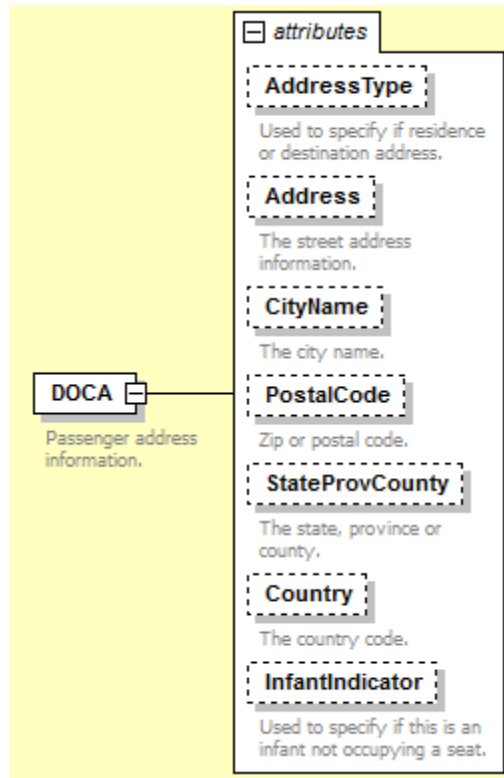 attributes
AddressType
Used to specify if residence
or destination address.
Address
The street address
information.
CityName
The city name.
DOCA
Passenger address
information.
PostalCode
Zip or postal code.
StateProvCounty
The state, province or
county.
Country
The country code.
InfantIndicator
Used to specify if this is an
infant not occupying a seat.